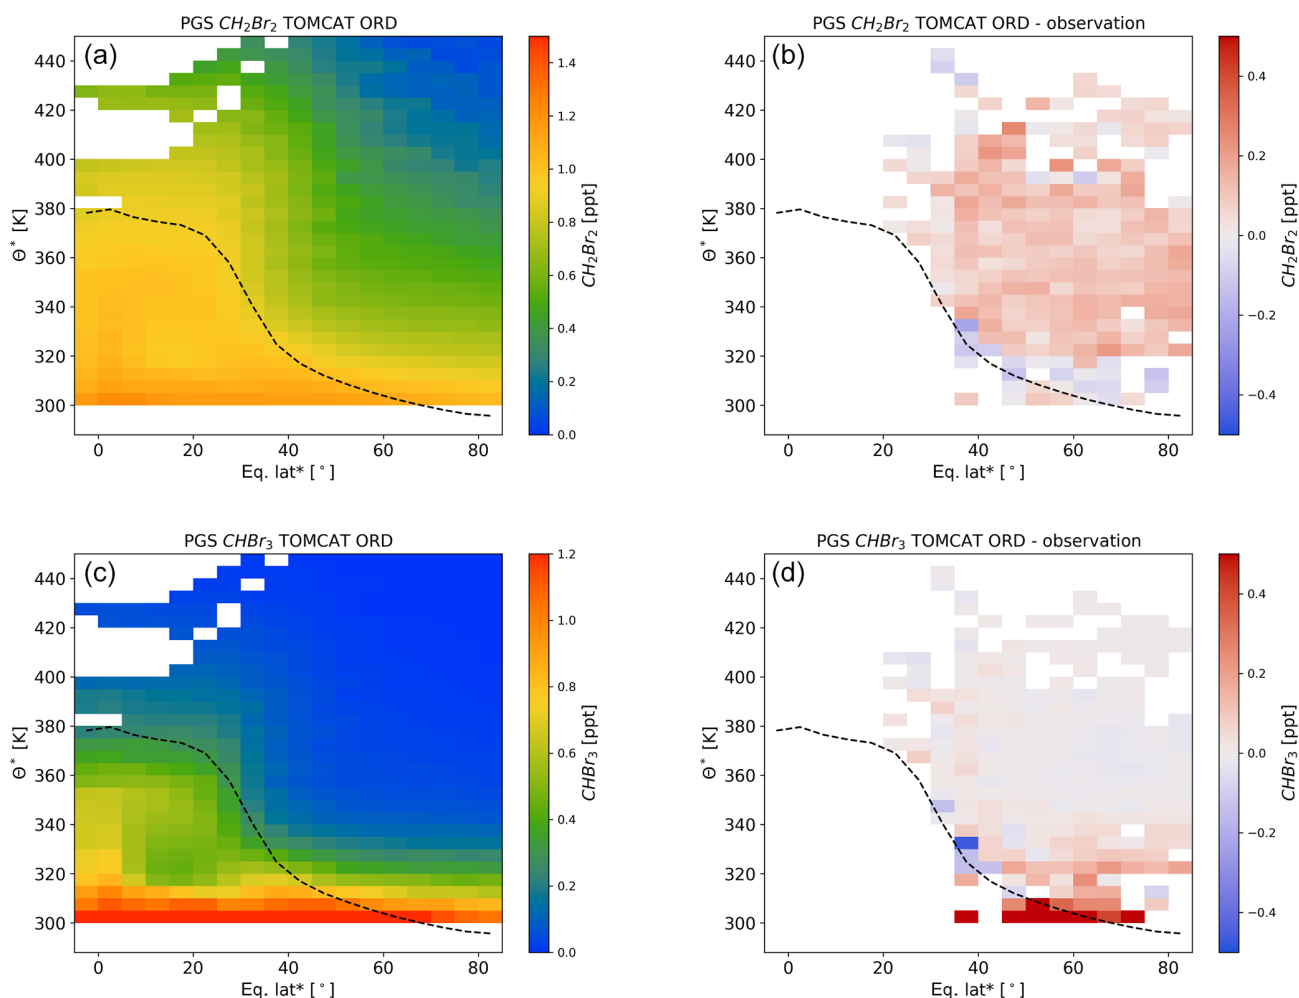 PGS CH₂Br₂ TOMCAT ORD
(a)
440
420
400
380
360
340
320
300
Θ* [K]
0 20 40 60 80
Eq. lat* [°]
1.4
1.2
1.0
0.8
0.6
0.4
0.2
0.0
CH₂Br₂ [ppt]
PGS CH₂Br₂ TOMCAT ORD - observation
(b)
440
420
400
380
360
340
320
300
Θ* [K]
0 20 40 60 80
Eq. lat* [°]
0.4
0.2
0.0
−0.2
−0.4
CH₂Br₂ [ppt]
PGS CHBr₃ TOMCAT ORD
(c)
440
420
400
380
360
340
320
300
Θ* [K]
0 20 40 60 80
Eq. lat* [°]
1.2
1.0
0.8
0.6
0.4
0.2
0.0
CHBr₃ [ppt]
PGS CHBr₃ TOMCAT ORD - observation
(d)
440
420
400
380
360
340
320
300
Θ* [K]
0 20 40 60 80
Eq. lat* [°]
0.4
0.2
0.0
−0.2
−0.4
CHBr₃ [ppt]